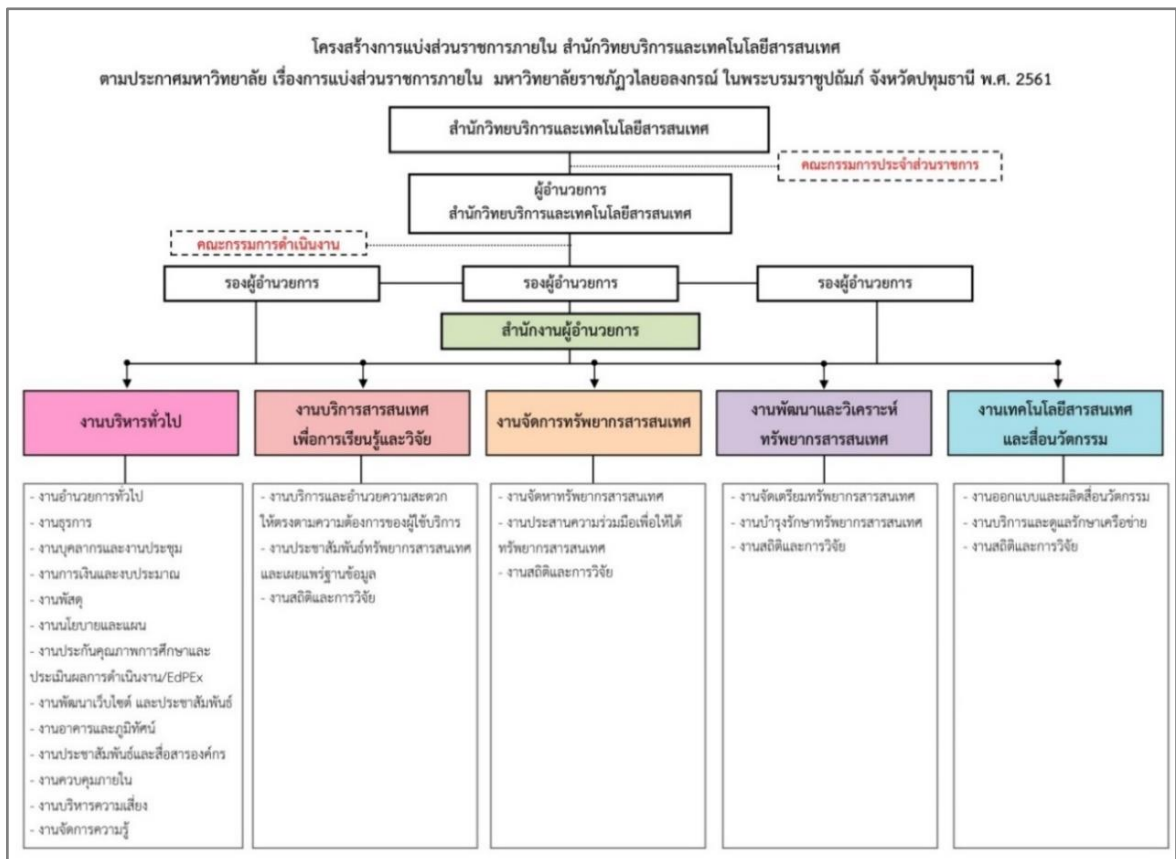 โครงสร้างการแบ่งส่วนราชการภายใน สำนักวิทยบริการและเทคโนโลยีสารสนเทศ
ตามประกาศมหาวิทยาลัย เรื่องการแบ่งส่วนราชการภายใน มหาวิทยาลัยราชภัฏวไลยอลงกรณ์ ในพระบรมราชูปถัมภ์ จังหวัดปทุมธานี พ.ศ. 2561
สำนักวิทยบริการและเทคโนโลยีสารสนเทศ
คณะกรรมการประจำส่วนราชการ
ผู้อำนวยการ
สำนักวิทยบริการและเทคโนโลยีสารสนเทศ
คณะกรรมการดำเนินงาน
รองผู้อำนวยการ
รองผู้อำนวยการ
รองผู้อำนวยการ
สำนักงานผู้อำนวยการ
งานบริหารทั่วไป
- งานอำนวยการทั่วไป
- งานธุรการ
- งานบุคลากรและงานประชุม
- งานการเงินและงบประมาณ
- งานพัสดุ
- งานนโยบายและแผน
- งานประกันคุณภาพการศึกษาและ
ประเมินผลการดำเนินงาน/EdPEx
- งานพัฒนาเว็บไซต์ และประชาสัมพันธ์
- งานอาคารและภูมิทัศน์
- งานประชาสัมพันธ์และสื่อสารองค์กร
- งานควบคุมภายใน
- งานบริหารความเสี่ยง
- งานจัดการความรู้
งานบริการสารสนเทศ
เพื่อการเรียนรู้และวิจัย
- งานบริการและอำนวยความสะดวก
ให้ตรงตามความต้องการของผู้ใช้บริการ
- งานประชาสัมพันธ์ทรัพยากรสารสนเทศ
และเผยแพร่ฐานข้อมูล
- งานสถิติและการวิจัย
งานจัดการทรัพยากรสารสนเทศ
- งานจัดหาทรัพยากรสารสนเทศ
- งานประสานความร่วมมือเพื่อให้ได้
ทรัพยากรสารสนเทศ
- งานสถิติและการวิจัย
งานพัฒนาและวิเคราะห์
ทรัพยากรสารสนเทศ
- งานจัดเตรียมทรัพยากรสารสนเทศ
- งานบำรุงรักษาทรัพยากรสารสนเทศ
- งานสถิติและการวิจัย
งานเทคโนโลยีสารสนเทศ
และสื่อนวัตกรรม
- งานออกแบบและผลิตสื่อนวัตกรรม
- งานบริการและดูแลรักษาเครือข่าย
- งานสถิติและการวิจัย